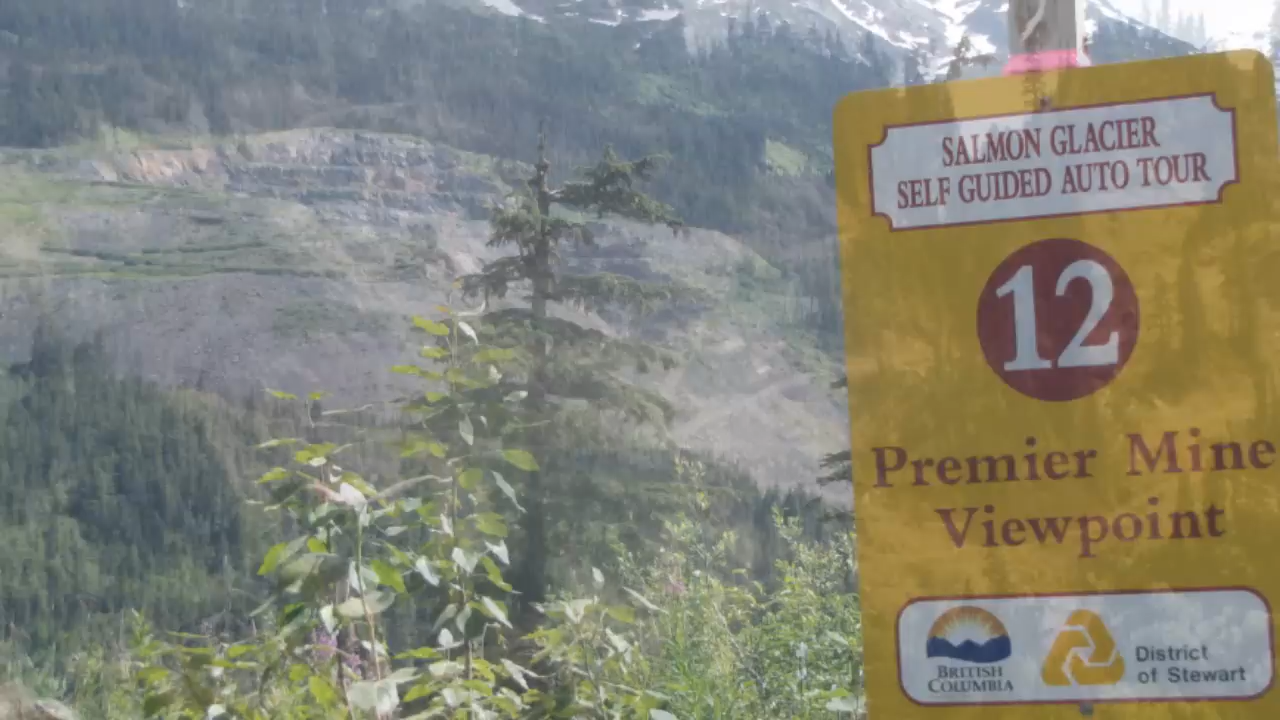 SALMON GLACIER
SELF GUIDED AUTO TOUR
12
Premier Mine
Viewpoint
BRITISH
COLUMBIA
District
of Stewart